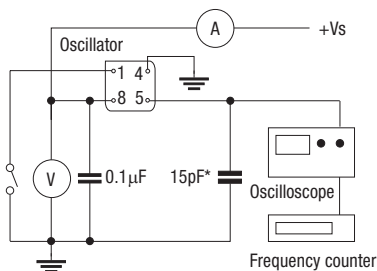 A
+Vs
Oscillator
1 4
8 5
V
0.1µF
15pF*
Oscilloscope
Frequency counter